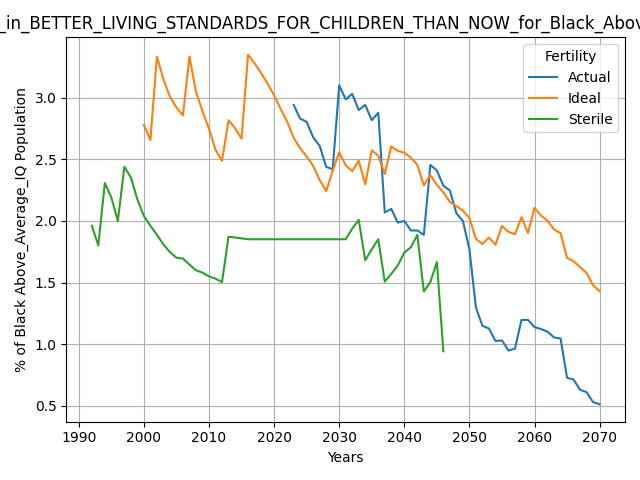 _in_BETTER_LIVING_STANDARDS_FOR_CHILDREN_THAN_NOW_for_Black_Above
Fertility
Actual
Ideal
Sterile
% of Black Above_Average_IQ Population
3.0
2.5
2.0
1.5
1.0
0.5
1990 2000 2010 2020 2030 2040 2050 2060 2070
Years